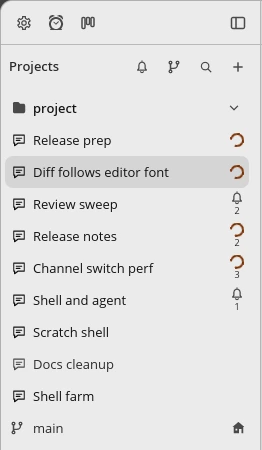 Projects
project
Release prep
Diff follows editor font
Review sweep
2
Release notes
2
Channel switch perf
3
Shell and agent
1
Scratch shell
Docs cleanup
Shell farm
main